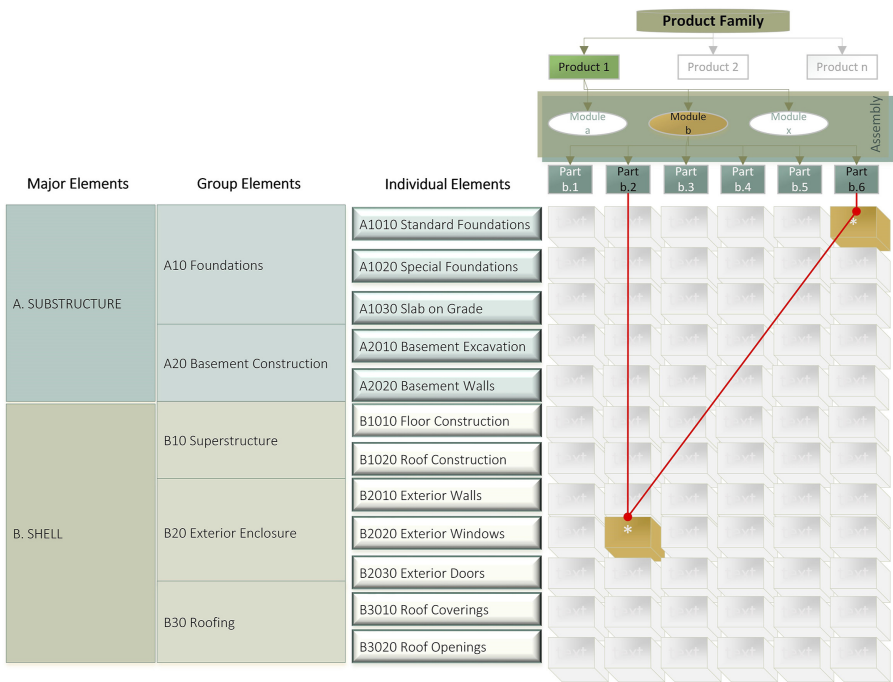 Product Family
Product 1
Product 2
Product n
Assembly
Module
a
Module
b
Module
x
Part
b.1
Part
b.2
Part
b.3
Part
b.4
Part
b.5
Part
b.6
Major Elements
Group Elements
Individual Elements
A. SUBSTRUCTURE
A10 Foundations
A1010 Standard Foundations
*
A1020 Special Foundations
A1030 Slab on Grade
A20 Basement Construction
A2010 Basement Excavation
A2020 Basement Walls
B. SHELL
B10 Superstructure
B1010 Floor Construction
B1020 Roof Construction
B20 Exterior Enclosure
B2010 Exterior Walls
B2020 Exterior Windows
*
B2030 Exterior Doors
B30 Roofing
B3010 Roof Coverings
B3020 Roof Openings